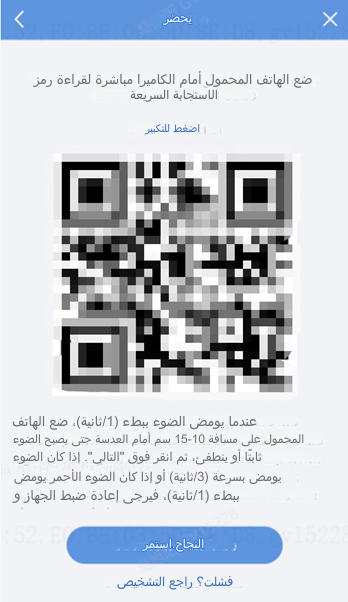 يحضر
ضع الهاتف المحمول أمام الكاميرا مباشرة لقراءة رمز
الاستجابة السريعة
اضغط للتكبير
عندما يومض الضوء ببطء (1/ثانية)، ضع الهاتف
المحمول على مسافة 10-15 سم أمام العدسة حتى يصبح الضوء
ثابتًا أو ينطفئ، ثم انقر فوق "التالي". إذا كان الضوء
يومض بسرعة (3/ثانية) أو إذا كان الضوء الأحمر يومض
ببطء (1/ثانية)، فيرجى إعادة ضبط الجهاز و
النجاح.استمر
فشلت؟ راجع التشخيص